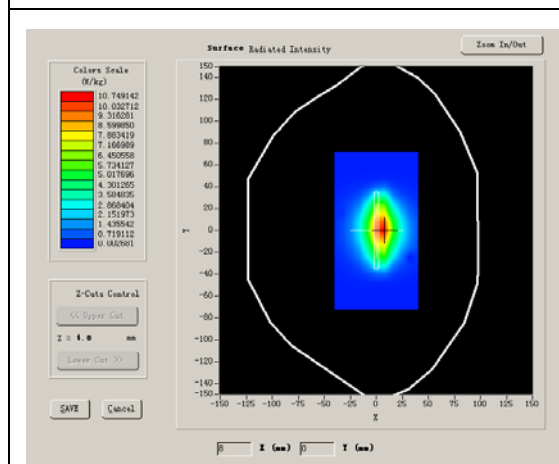 Surface Radiated Intensity
Zoom In/Out
Colors Scale
(W/kg)
10.749142
10.032712
9.316281
8.599850
7.883419
7.166989
6.450558
5.734127
5.017696
4.301265
3.584835
2.868404
2.151973
1.435542
0.719112
0.002681
Z-Cuts Control
<< Upper Cut
Z = 4.0 mm
Lower Cut >>
SAVE
Cancel
150
120
100
80
60
40
20
0
-20
-40
-60
-80
-100
-120
-150
Y
-150 -125 -100 -75 -50 -25 0 25 50 75 100 125 150
X
8 X (mm) 0 Y (mm)